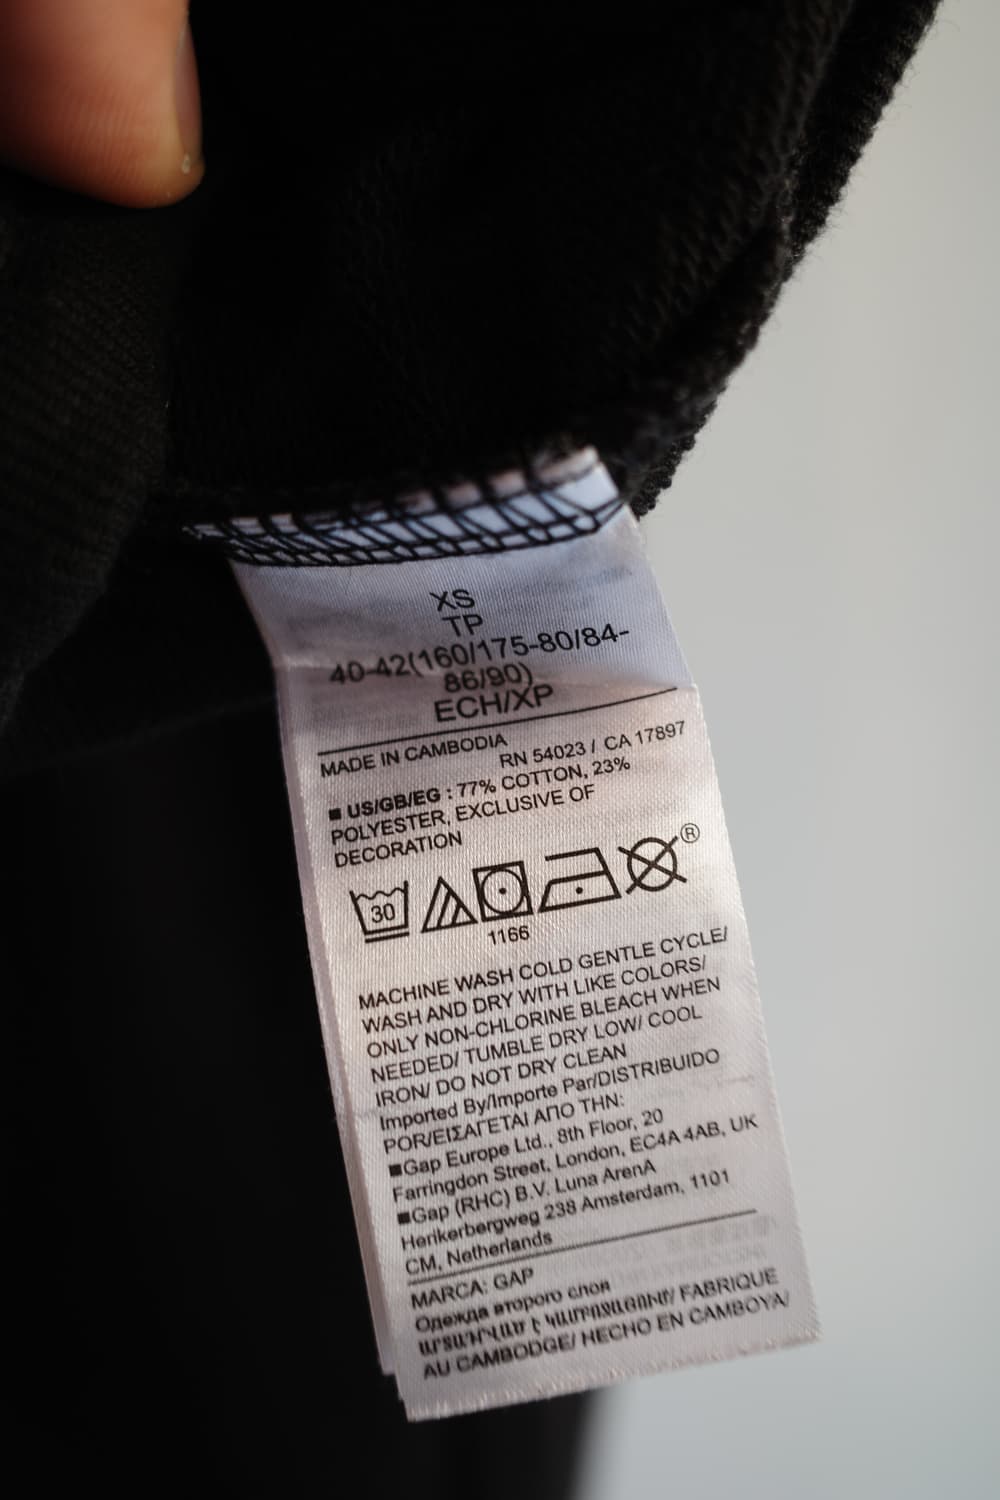 XS
TP
40-42(160/175-80/84-
86/90)
ECH/XP
MADE IN CAMBODIA
RN 54023 / CA 17897
■ US/GB/EG : 77% COTTON, 23%
POLYESTER, EXCLUSIVE OF
DECORATION
30
®
1166
MACHINE WASH COLD GENTLE CYCLE/
WASH AND DRY WITH LIKE COLORS/
ONLY NON-CHLORINE BLEACH WHEN
NEEDED/ TUMBLE DRY LOW/ COOL
IRON/ DO NOT DRY CLEAN
Imported By/Importe Par/DISTRIBUIDO
POR/ΕΙΣΑΓΕΤΑΙ ΑΠΟ ΤΗΝ:
■Gap Europe Ltd., 8th Floor, 20
Farringdon Street, London, EC4A 4AB, UK
■Gap (RHC) B.V. Luna ArenA
Herikerbergweg 238 Amsterdam, 1101
CM, Netherlands
MARCA: GAP
Одежда второго слоя
FABRIQUE
AU CAMBODGE/ HECHO EN CAMBOYA/